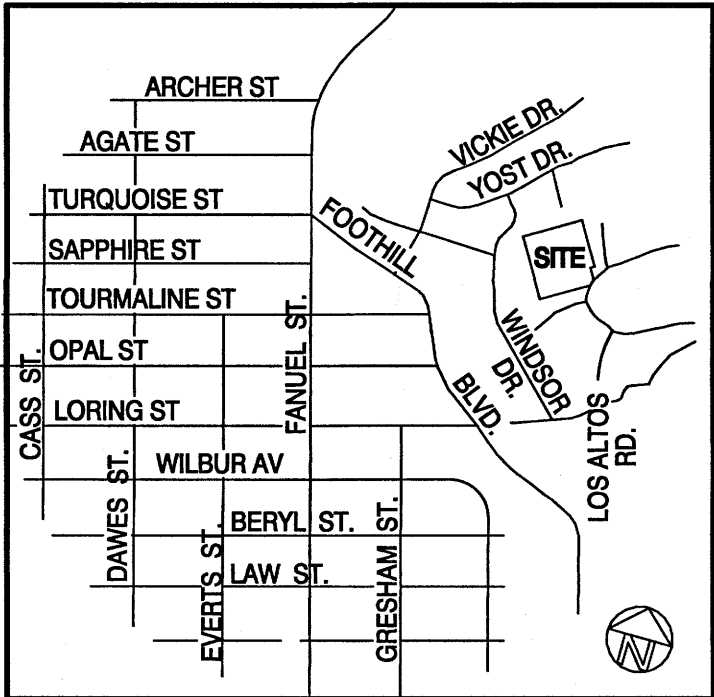 ARCHER ST
AGATE ST
VICKIE DR.
YOST DR.
TURQUOISE ST
FOOTHILL
SAPPHIRE ST
SITE
TOURMALINE ST
FANUEL ST.
WINDSOR
DR.
OPAL ST
CASS ST.
BLVD.
LORING ST
LOS ALTOS
RD.
WILBUR AV
DAWES ST.
BERYL ST.
EVERTS ST.
LAW ST.
GRESHAM ST.
N